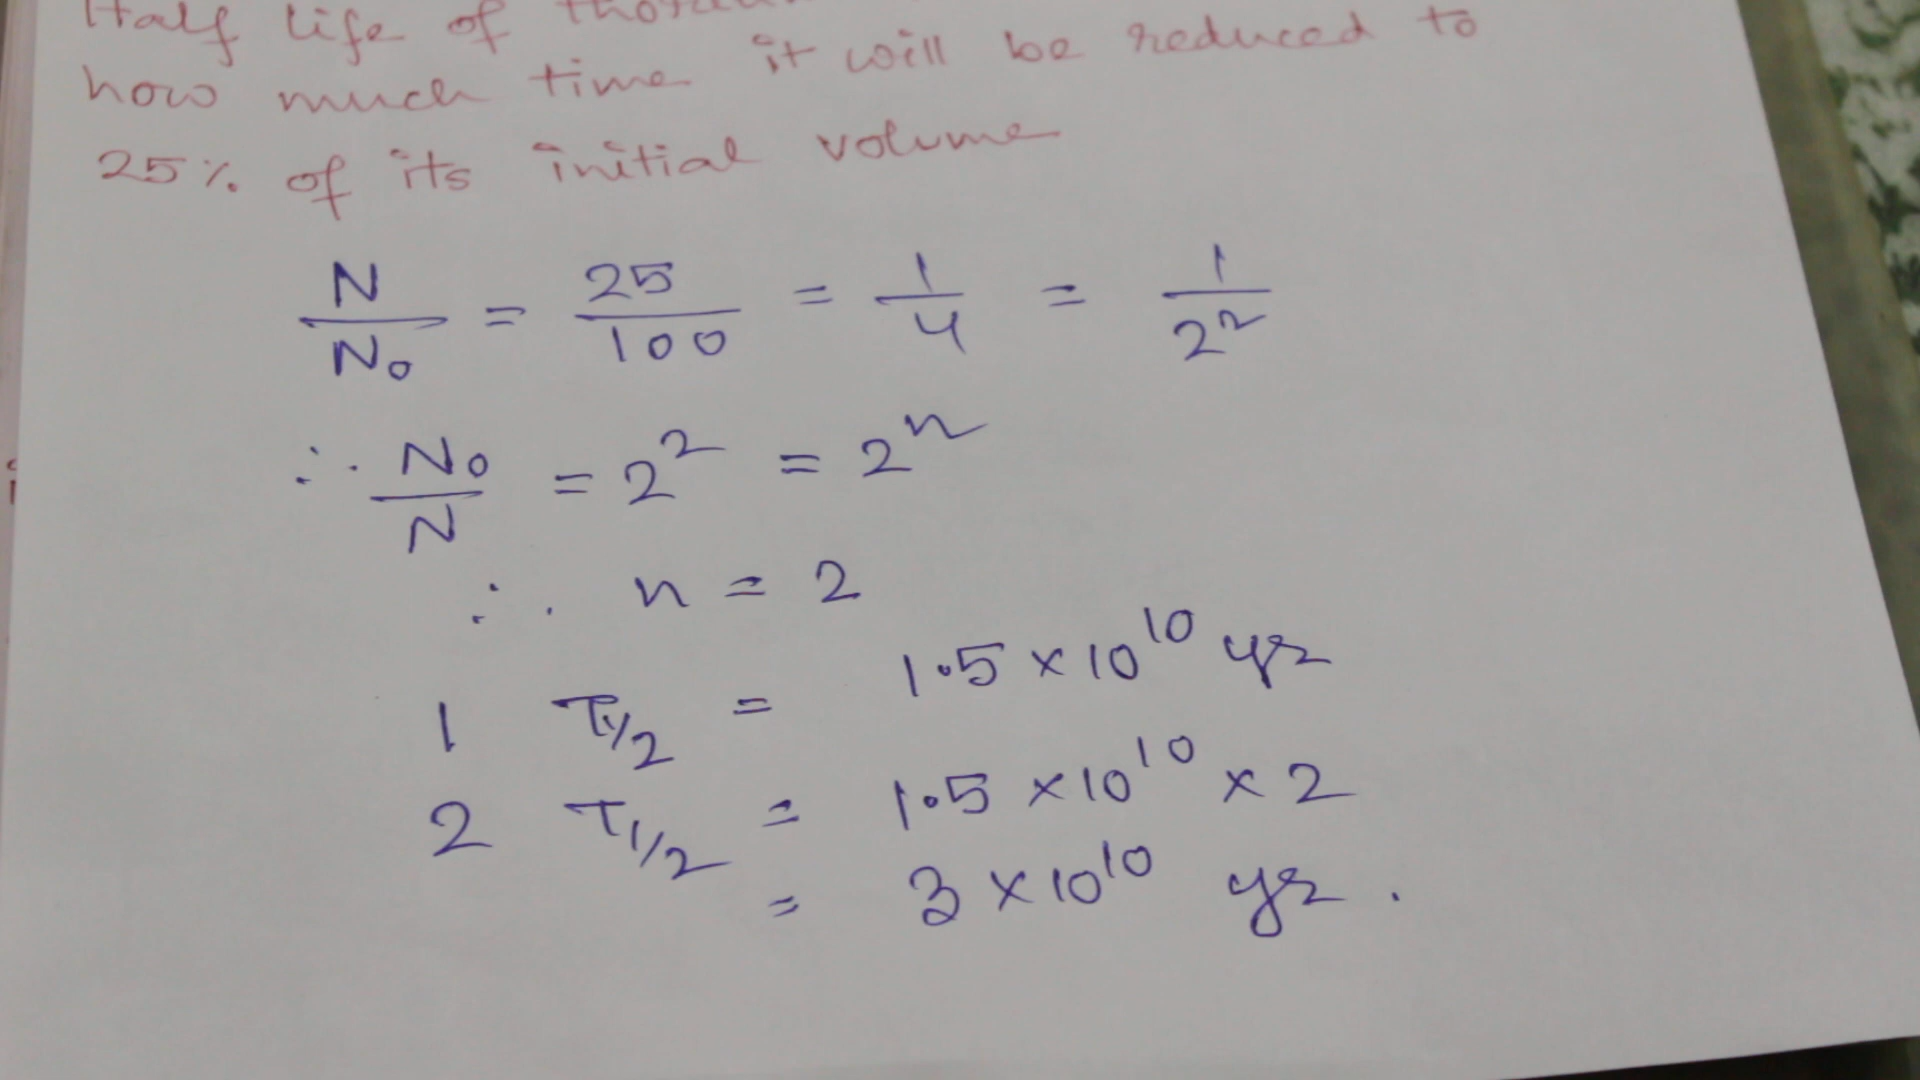 Half life of
how much time it will be reduced to
25% of its initial volume
N/N₀ = 25/100 = 1/4 = 1/2²
∴ N₀/N = 2² = 2ⁿ
∴ n = 2
1 T1/2 = 1.5 × 10¹⁰ yr
2 T1/2 = 1.5 × 10¹⁰ × 2
= 3 × 10¹⁰ yr.